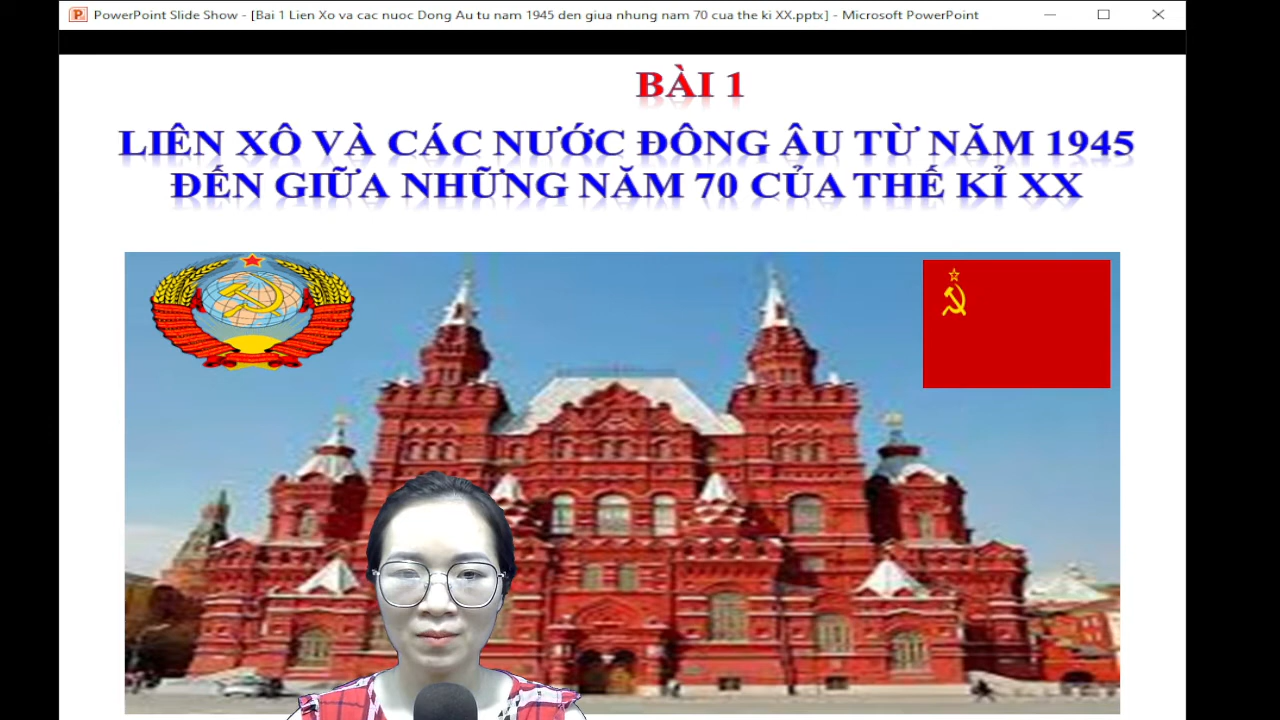 PowerPoint Slide Show - [Bai 1 Lien Xo va cac nuoc Dong Au tu nam 1945 den giua nhung nam 70 cua the ki XX.pptx] - Microsoft PowerPoint
BÀI 1
LIÊN XÔ VÀ CÁC NƯỚC ĐÔNG ÂU TỪ NĂM 1945
ĐẾN GIỮA NHỮNG NĂM 70 CỦA THẾ KỈ XX